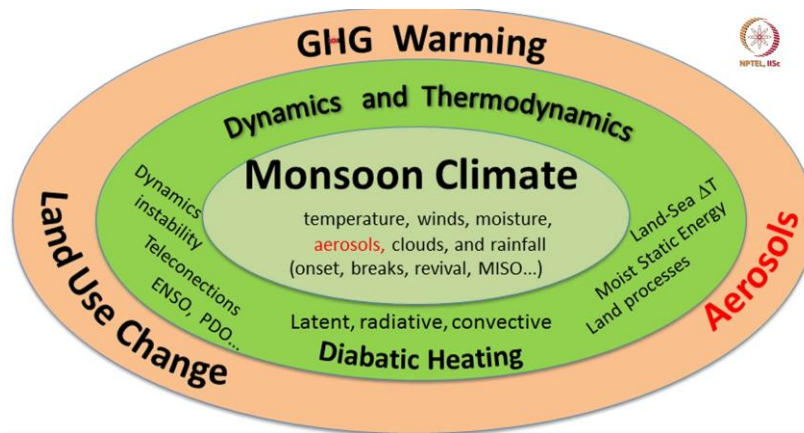 GHG Warming
NPTEL, IISc
Dynamics and Thermodynamics
Monsoon Climate
temperature, winds, moisture,
aerosols, clouds, and rainfall
(onset, breaks, revival, MISO...)
Dynamics
instability
Teleconections
ENSO, PDO...
Land-Sea ΔT
Moist Static Energy
Land processes
Latent, radiative, convective
Diabatic Heating
Land Use Change
Aerosols